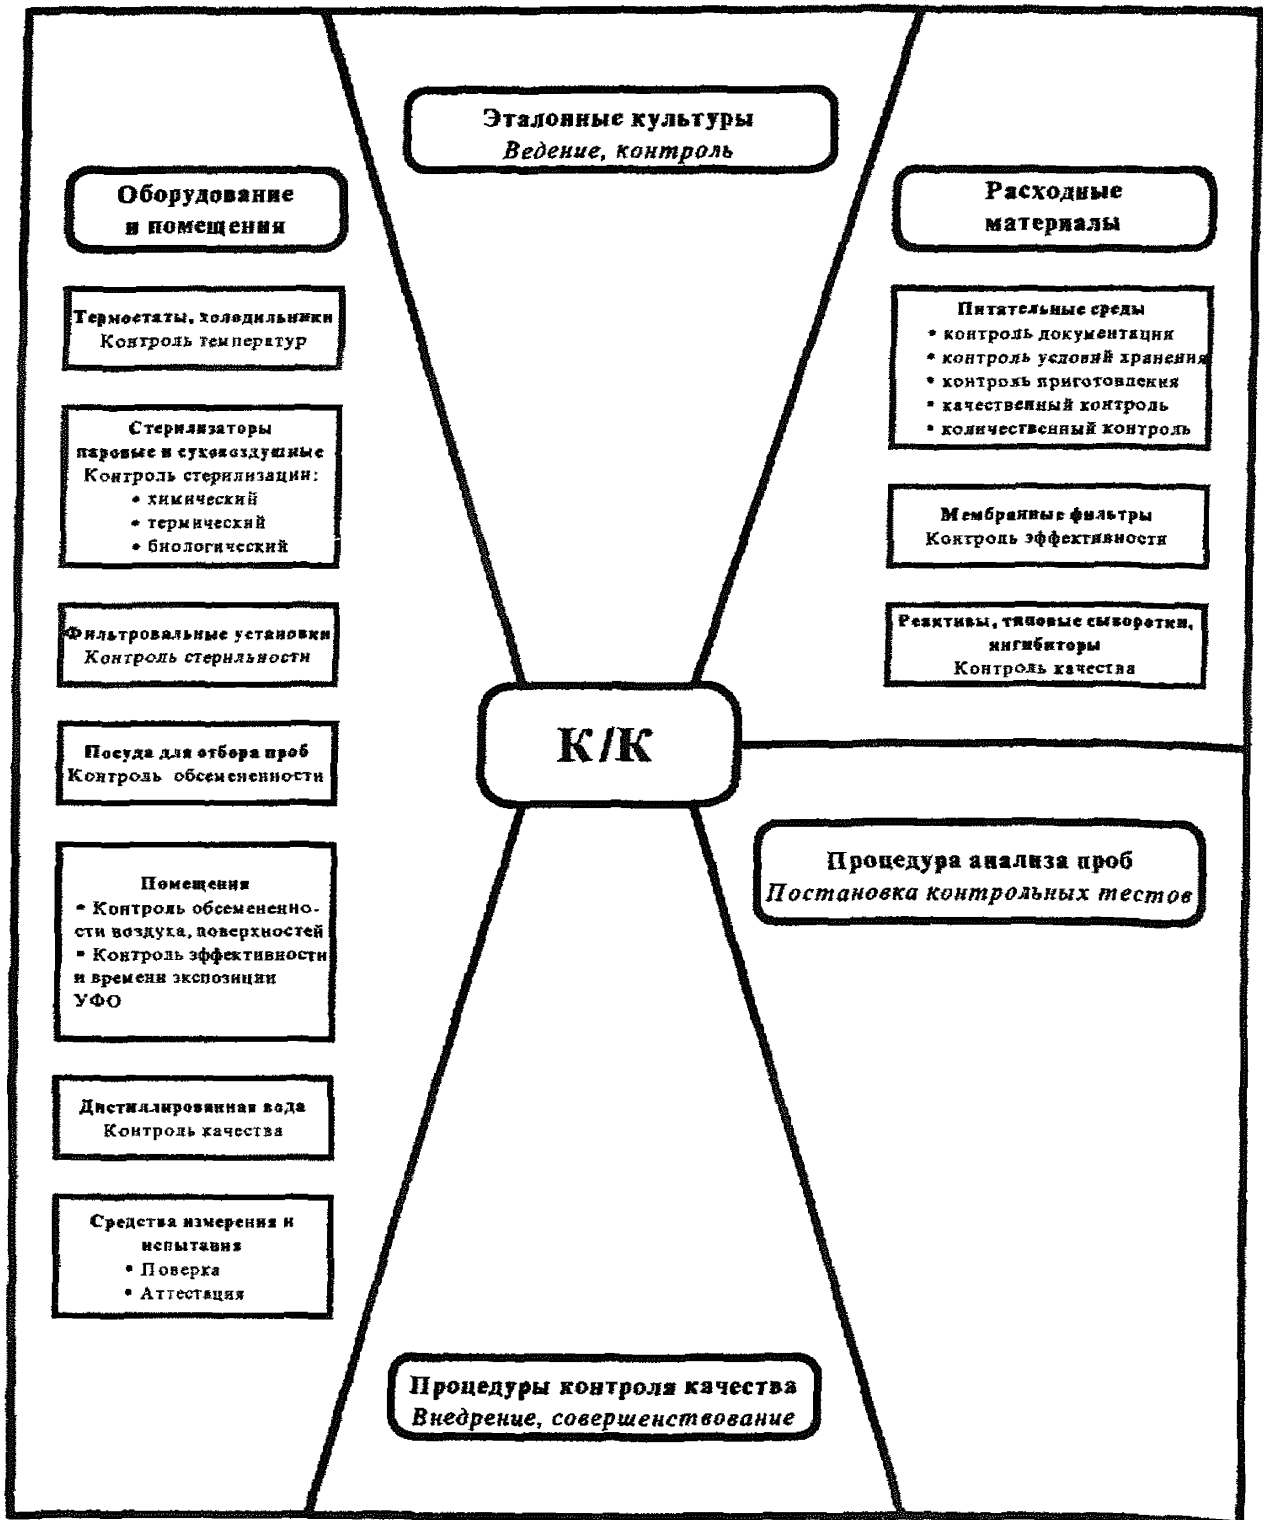 Эталонные культуры
Ведение, контроль
Оборудование
и помещения
Термостаты, холодильники
Контроль температур
Стерилизаторы
паровые и суховоздушные
Контроль стерилизации:
• химический
• термический
• биологический
Фильтровальные установки
Контроль стерильности
Посуда для отбора проб
Контроль обсемененности
Помещения
• Контроль обсемененно-
сти воздуха, поверхностей
• Контроль эффективности
и времени экспозиции
УФО
Дистиллированная вода
Контроль качества
Средства измерения и
испытания
• Поверка
• Аттестация
Расходные
материалы
Питательные среды
• контроль документации
• контроль условий хранения
• контроль приготовления
• качественный контроль
• количественный контроль
Мембранные фильтры
Контроль эффективности
Реактивы, типовые сыворотки,
ингибиторы
Контроль качества
К/К
Процедура анализа проб
Постановка контрольных тестов
Процедуры контроля качества
Внедрение, совершенствование